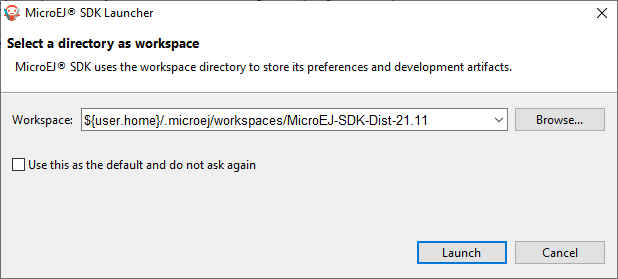 MicroEJ® SDK Launcher
Select a directory as workspace
MicroEJ® SDK uses the workspace directory to store its preferences and development artifacts.
Workspace: ${user.home}/.microej/workspaces/MicroEJ-SDK-Dist-21.11 Browse...
Use this as the default and do not ask again
Launch Cancel